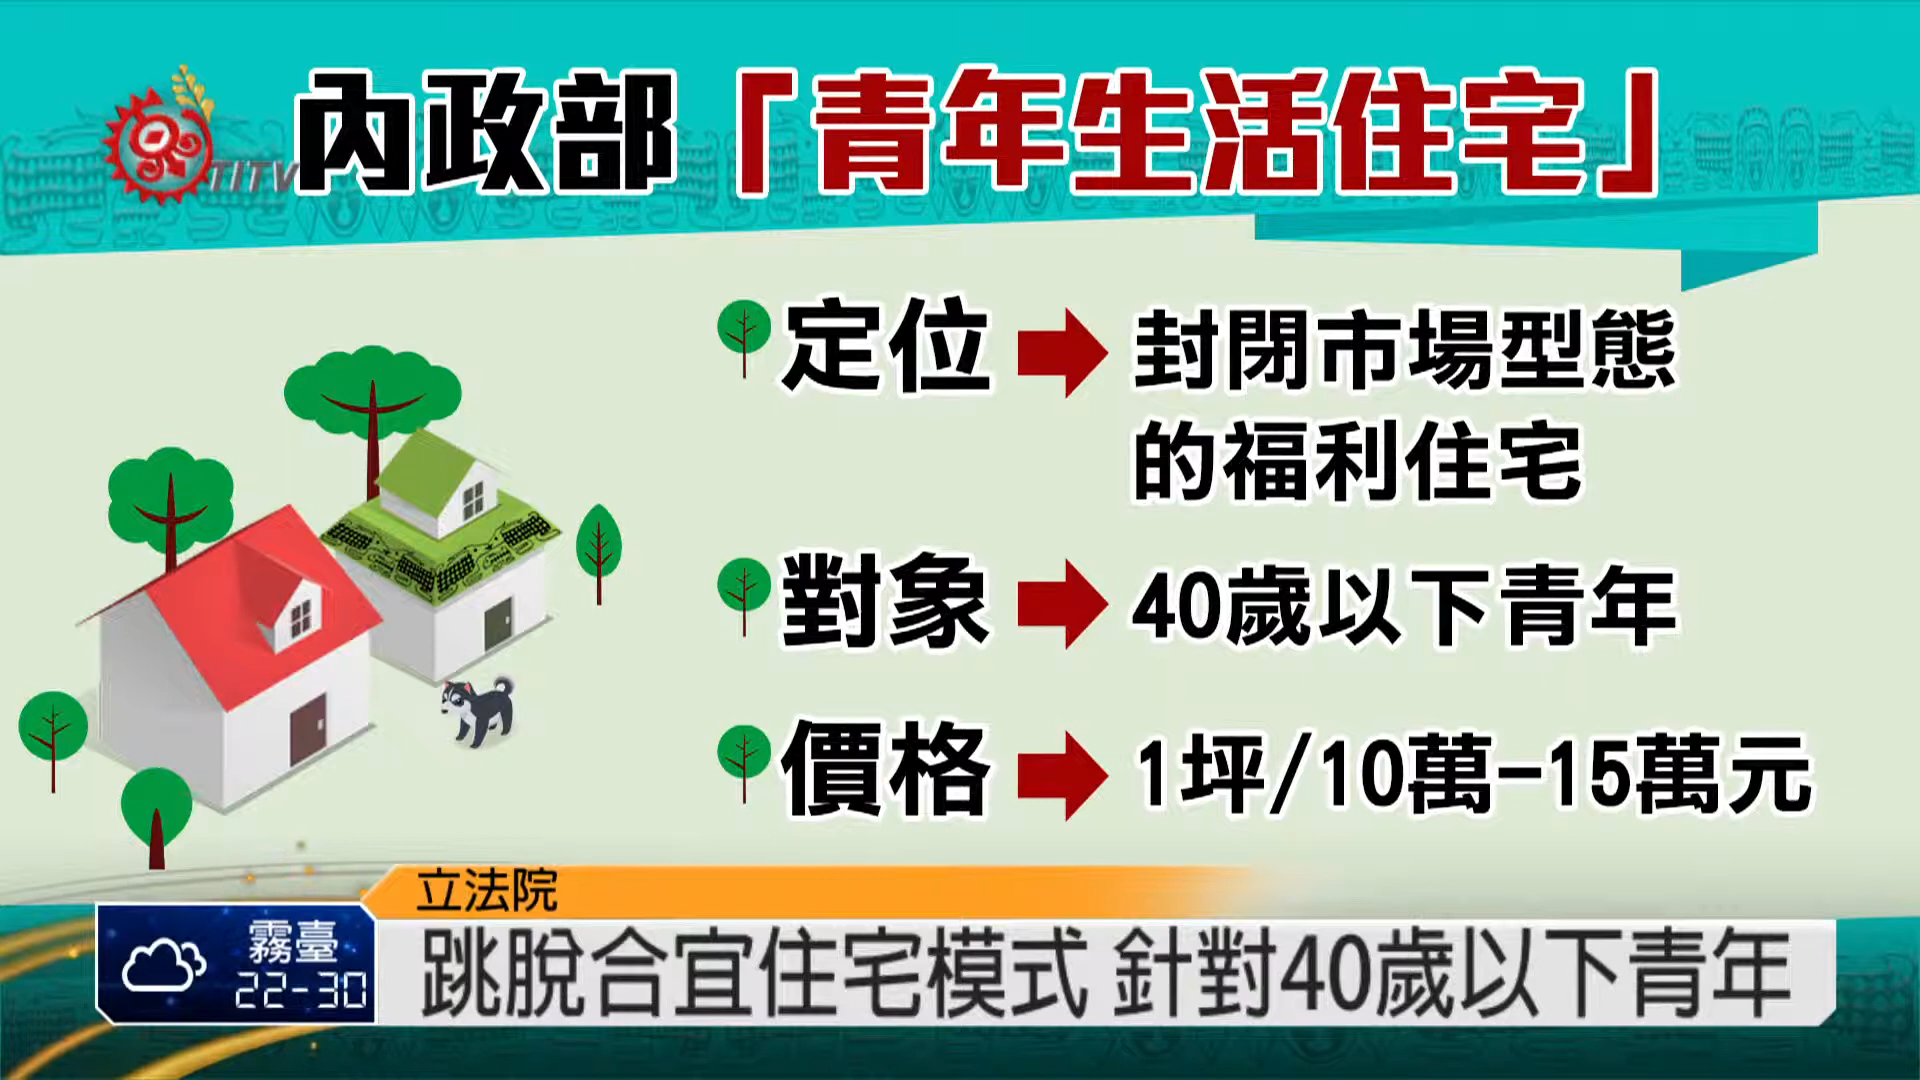 TITV
內政部「青年生活住宅」
定位 封閉市場型態
的福利住宅
對象 40歲以下青年
價格 1坪/10萬-15萬元
立法院
霧臺
22-30
跳脫合宜住宅模式 針對40歲以下青年